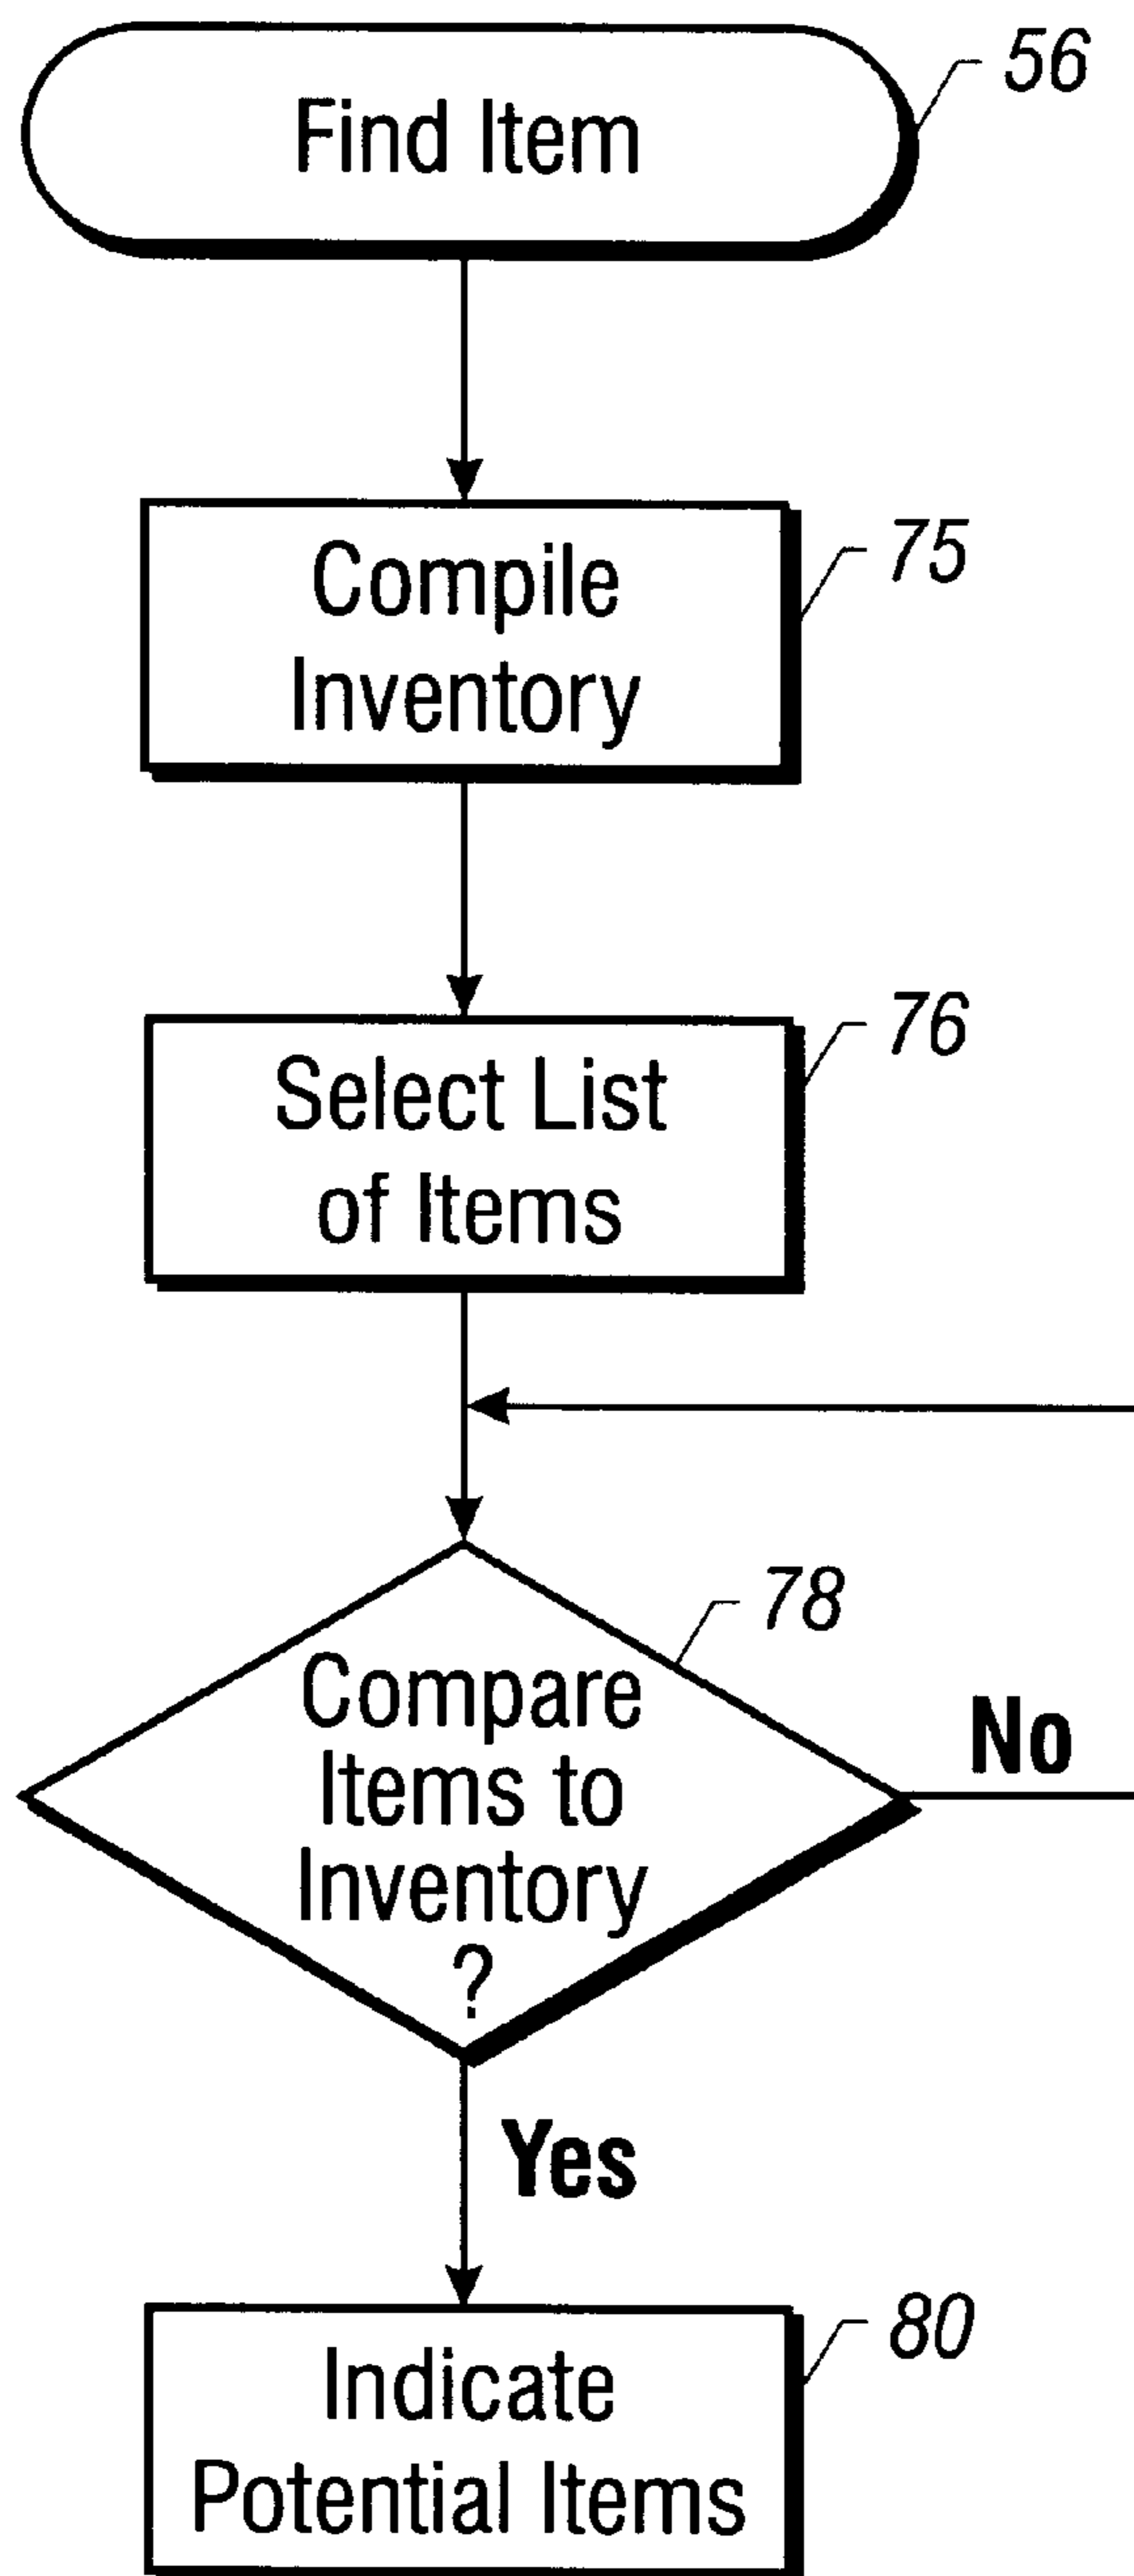 Find Item
56
Compile
Inventory
75
Select List
of Items
76
Compare
Items to
Inventory
?
78
No
Yes
Indicate
Potential Items
80